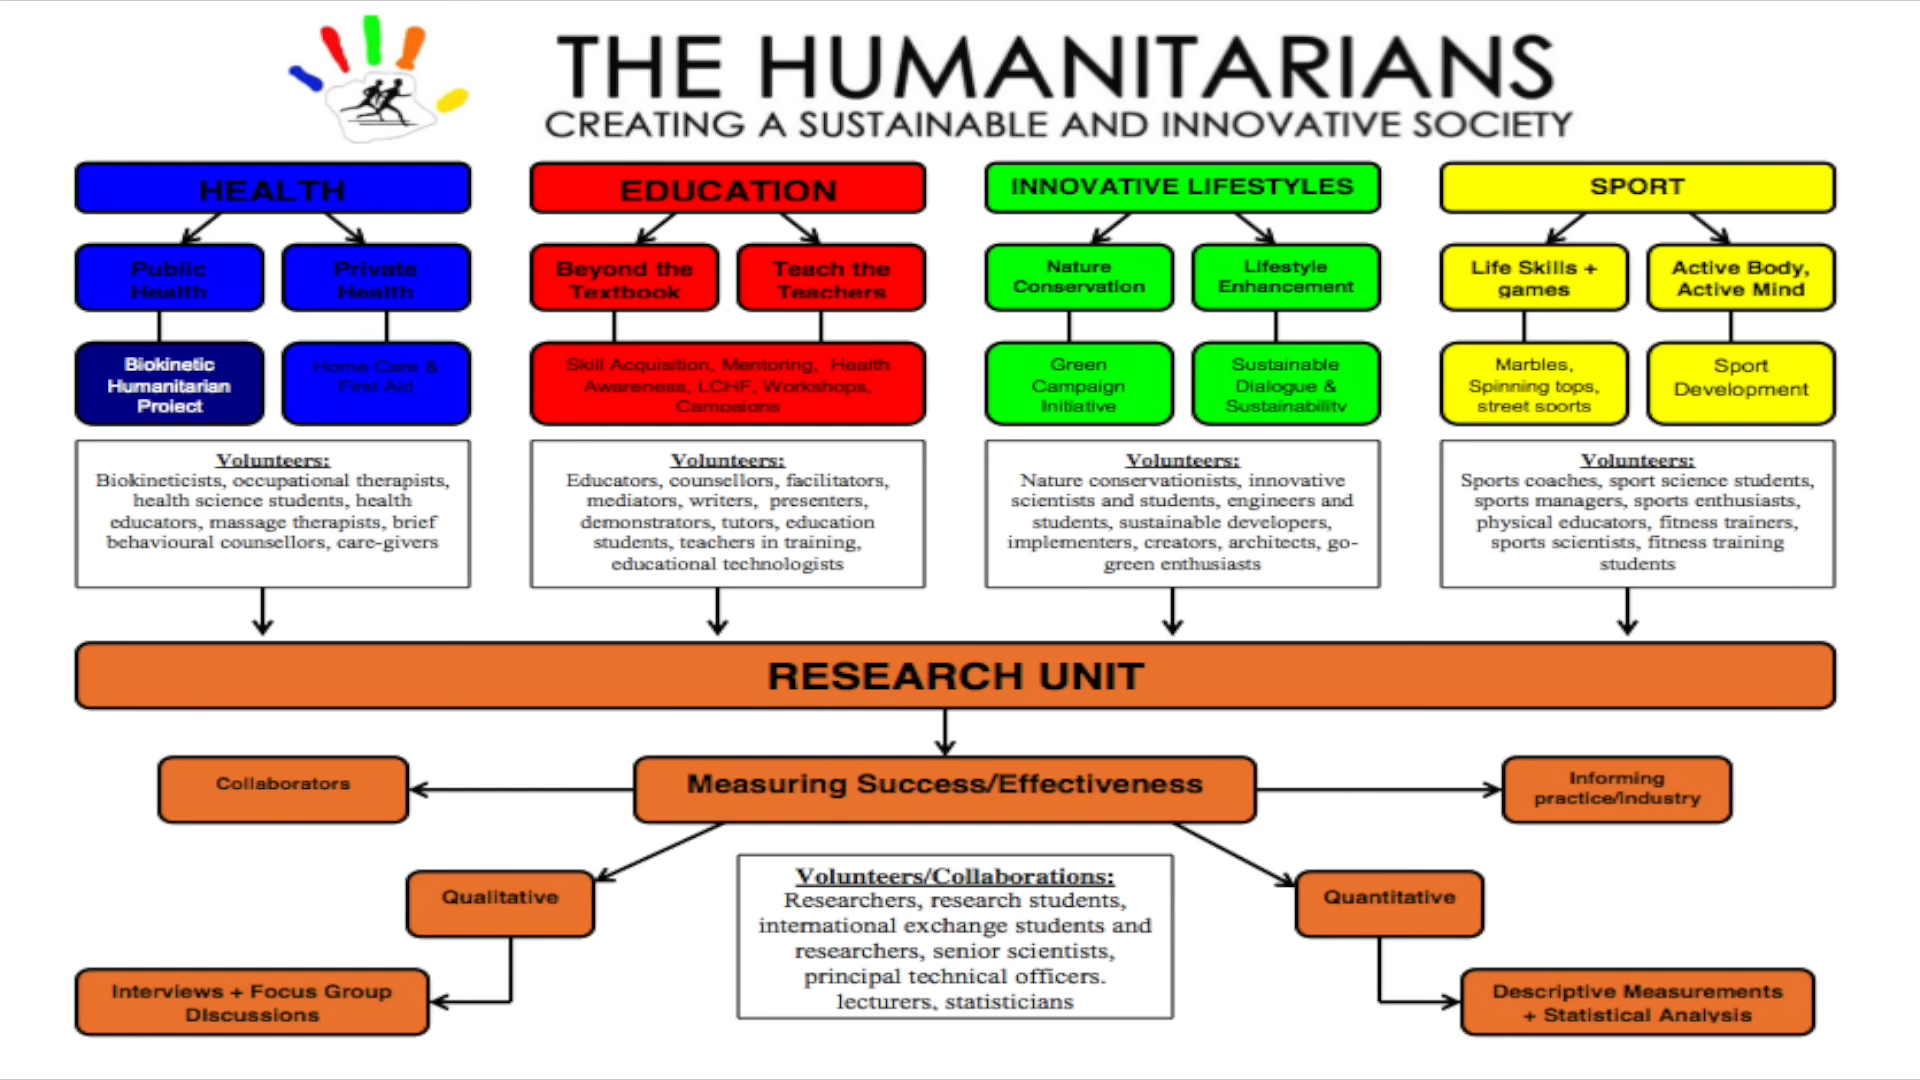 THE HUMANITARIANS
CREATING A SUSTAINABLE AND INNOVATIVE SOCIETY
HEALTH
EDUCATION
INNOVATIVE LIFESTYLES
SPORT
Public
Health
Private
Health
Beyond the
Textbook
Teach the
Teachers
Nature
Conservation
Lifestyle
Enhancement
Life Skills +
games
Active Body,
Active Mind
Biokinetic
Humanitarian
Project
Home Care &
First Aid
Skill Acquisition, Mentoring, Health
Awareness, LCHF, Workshops,
Campaigns
Green
Campaign
Initiative
Sustainable
Dialogue &
Sustainability
Marbles,
Spinning tops,
street sports
Sport
Development
Volunteers:
Biokineticists, occupational therapists,
health science students, health
educators, massage therapists, brief
behavioural counsellors, care-givers
Volunteers:
Educators, counsellors, facilitators,
mediators, writers, presenters,
demonstrators, tutors, education
students, teachers in training,
educational technologists
Volunteers:
Nature conservationists, innovative
scientists and students, engineers and
students, sustainable developers,
implementers, creators, architects, go-
green enthusiasts
Volunteers:
Sports coaches, sport science students,
sports managers, sports enthusiasts,
physical educators, fitness trainers,
sports scientists, fitness training
students
RESEARCH UNIT
Collaborators
Measuring Success/Effectiveness
Informing
practice/Industry
Qualitative
Volunteers/Collaborations:
Researchers, research students,
international exchange students and
researchers, senior scientists,
principal technical officers.
lecturers, statisticians
Quantitative
Interviews + Focus Group
DIscussions
Descriptive Measurements
+ Statistical Analysis